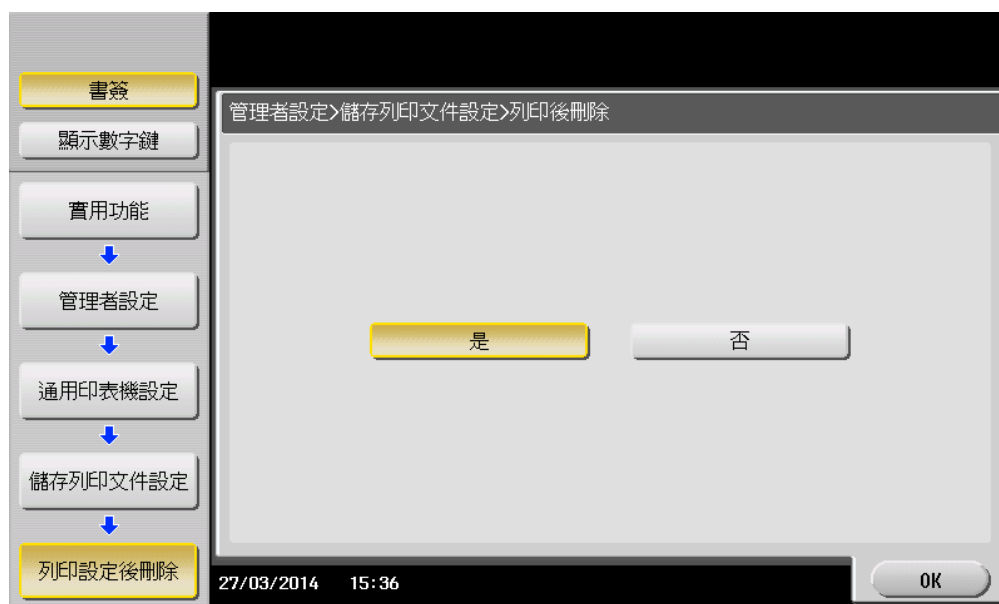 書簽
顯示數字鍵
實用功能
管理者設定
通用印表機設定
儲存列印文件設定
列印設定後刪除
管理者設定>儲存列印文件設定>列印後刪除
是
否
27/03/2014 15:36
OK